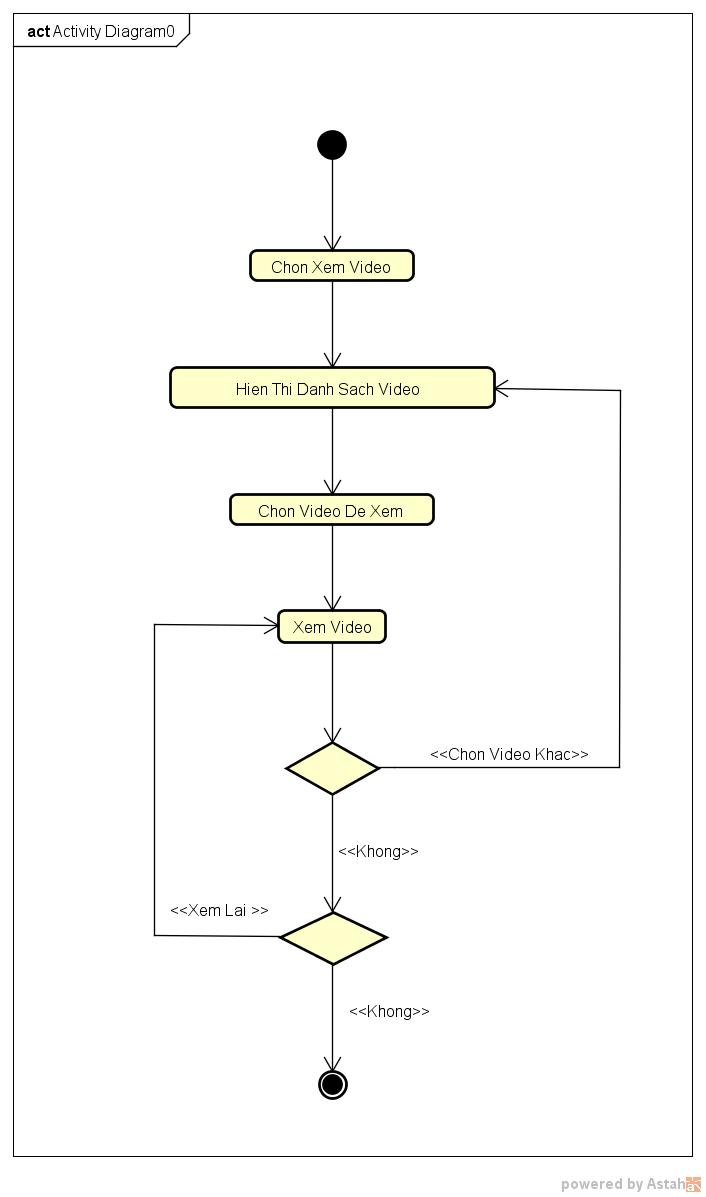 act Activity Diagram0
Chon Xem Video
Hien Thi Danh Sach Video
Chon Video De Xem
Xem Video
<<Chon Video Khac>>
<<Khong>>
<<Xem Lai >>
<<Khong>>
powered by Astah